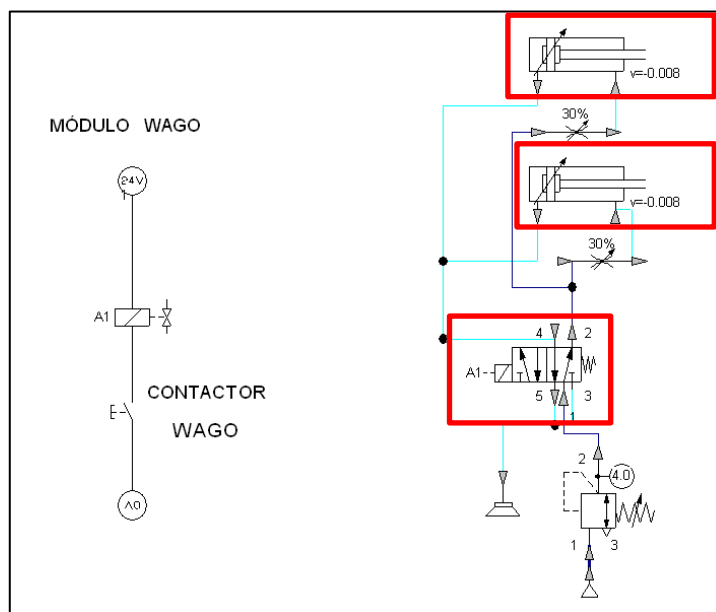 v=-0.008
30%
MÓDULO WAGO
24V
1
v=-0.008
30%
A1
4 2
A1
5 3
1
CONTACTOR
WAGO
2
4.0
1 3